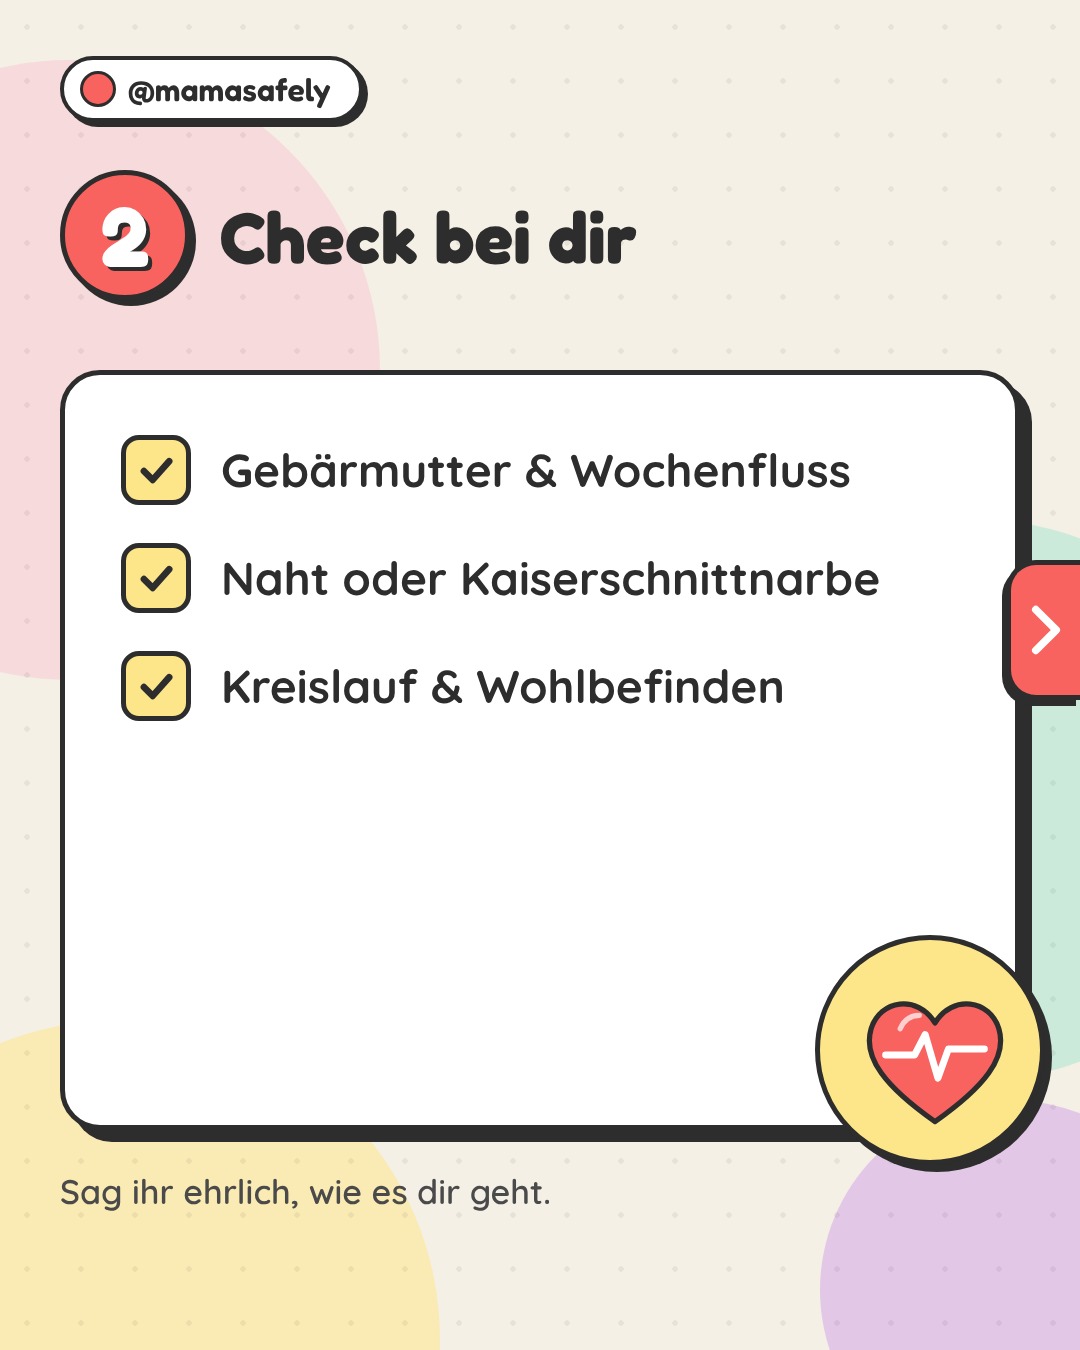 @mamasafely
2 Check bei dir
Gebärmutter & Wochenfluss
Naht oder Kaiserschnittnarbe
Kreislauf & Wohlbefinden
Sag ihr ehrlich, wie es dir geht.